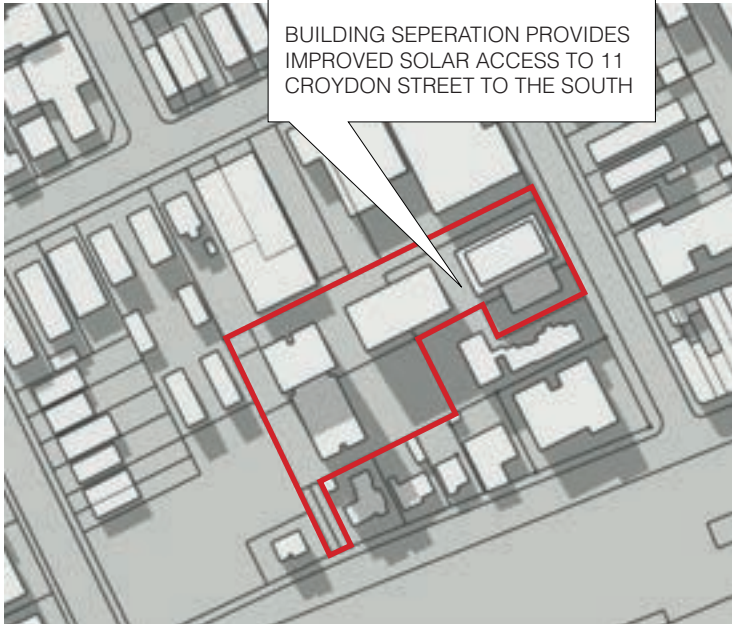 BUILDING SEPERATION PROVIDES
IMPROVED SOLAR ACCESS TO 11
CROYDON STREET TO THE SOUTH